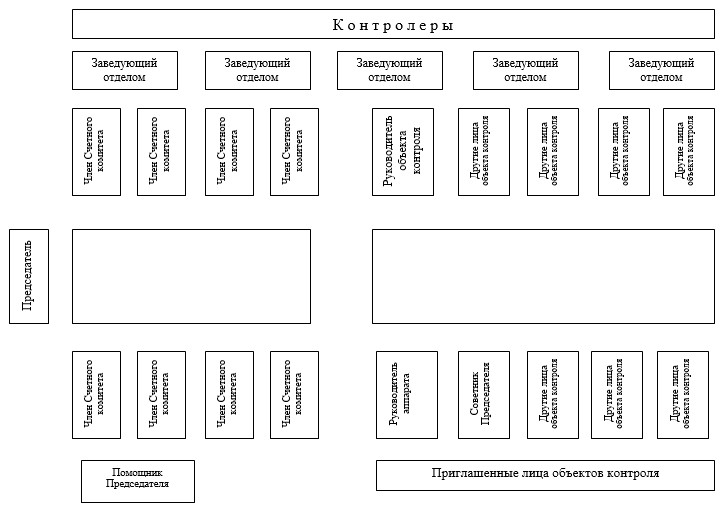 Контролеры
Заведующий
отделом
Заведующий
отделом
Заведующий
отделом
Заведующий
отделом
Заведующий
отделом
Член Счетного
комитета
Член Счетного
комитета
Член Счетного
комитета
Член Счетного
комитета
Руководитель
объекта
контроля
Другие лица
объекта контроля
Другие лица
объекта контроля
Другие лица
объекта контроля
Другие лица
объекта контроля
Председатель
Член Счетного
комитета
Член Счетного
комитета
Член Счетного
комитета
Член Счетного
комитета
Руководитель
аппарата
Советник
Председателя
Другие лица
объекта контроля
Другие лица
объекта контроля
Другие лица
объекта контроля
Помощник
Председателя
Приглашенные лица объектов контроля